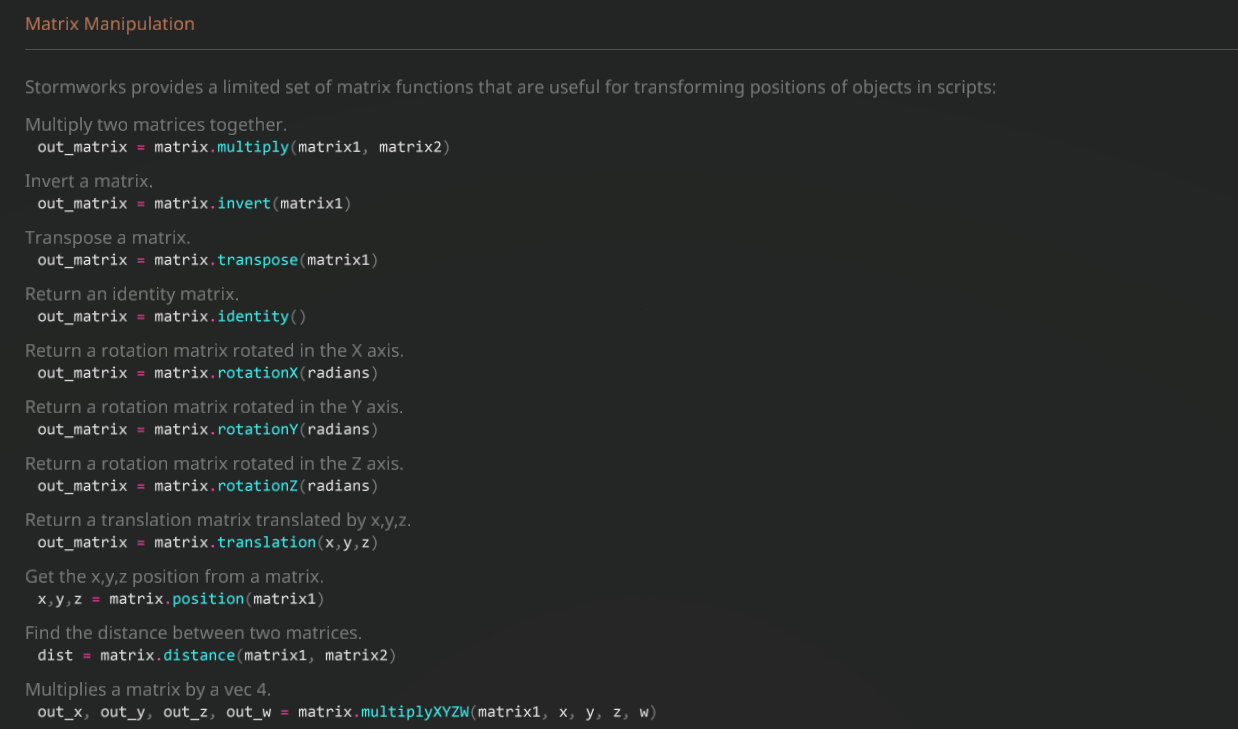 Matrix Manipulation
Stormworks provides a limited set of matrix functions that are useful for transforming positions of objects in scripts:
Multiply two matrices together.
out_matrix = matrix.multiply(matrix1, matrix2)
Invert a matrix.
out_matrix = matrix.invert(matrix1)
Transpose a matrix.
out_matrix = matrix.transpose(matrix1)
Return an identity matrix.
out_matrix = matrix.identity()
Return a rotation matrix rotated in the X axis.
out_matrix = matrix.rotationX(radians)
Return a rotation matrix rotated in the Y axis.
out_matrix = matrix.rotationY(radians)
Return a rotation matrix rotated in the Z axis.
out_matrix = matrix.rotationZ(radians)
Return a translation matrix translated by x,y,z.
out_matrix = matrix.translation(x,y,z)
Get the x,y,z position from a matrix.
x,y,z = matrix.position(matrix1)
Find the distance between two matrices.
dist = matrix.distance(matrix1, matrix2)
Multiplies a matrix by a vec 4.
out_x, out_y, out_z, out_w = matrix.multiplyXYZW(matrix1, x, y, z, w)